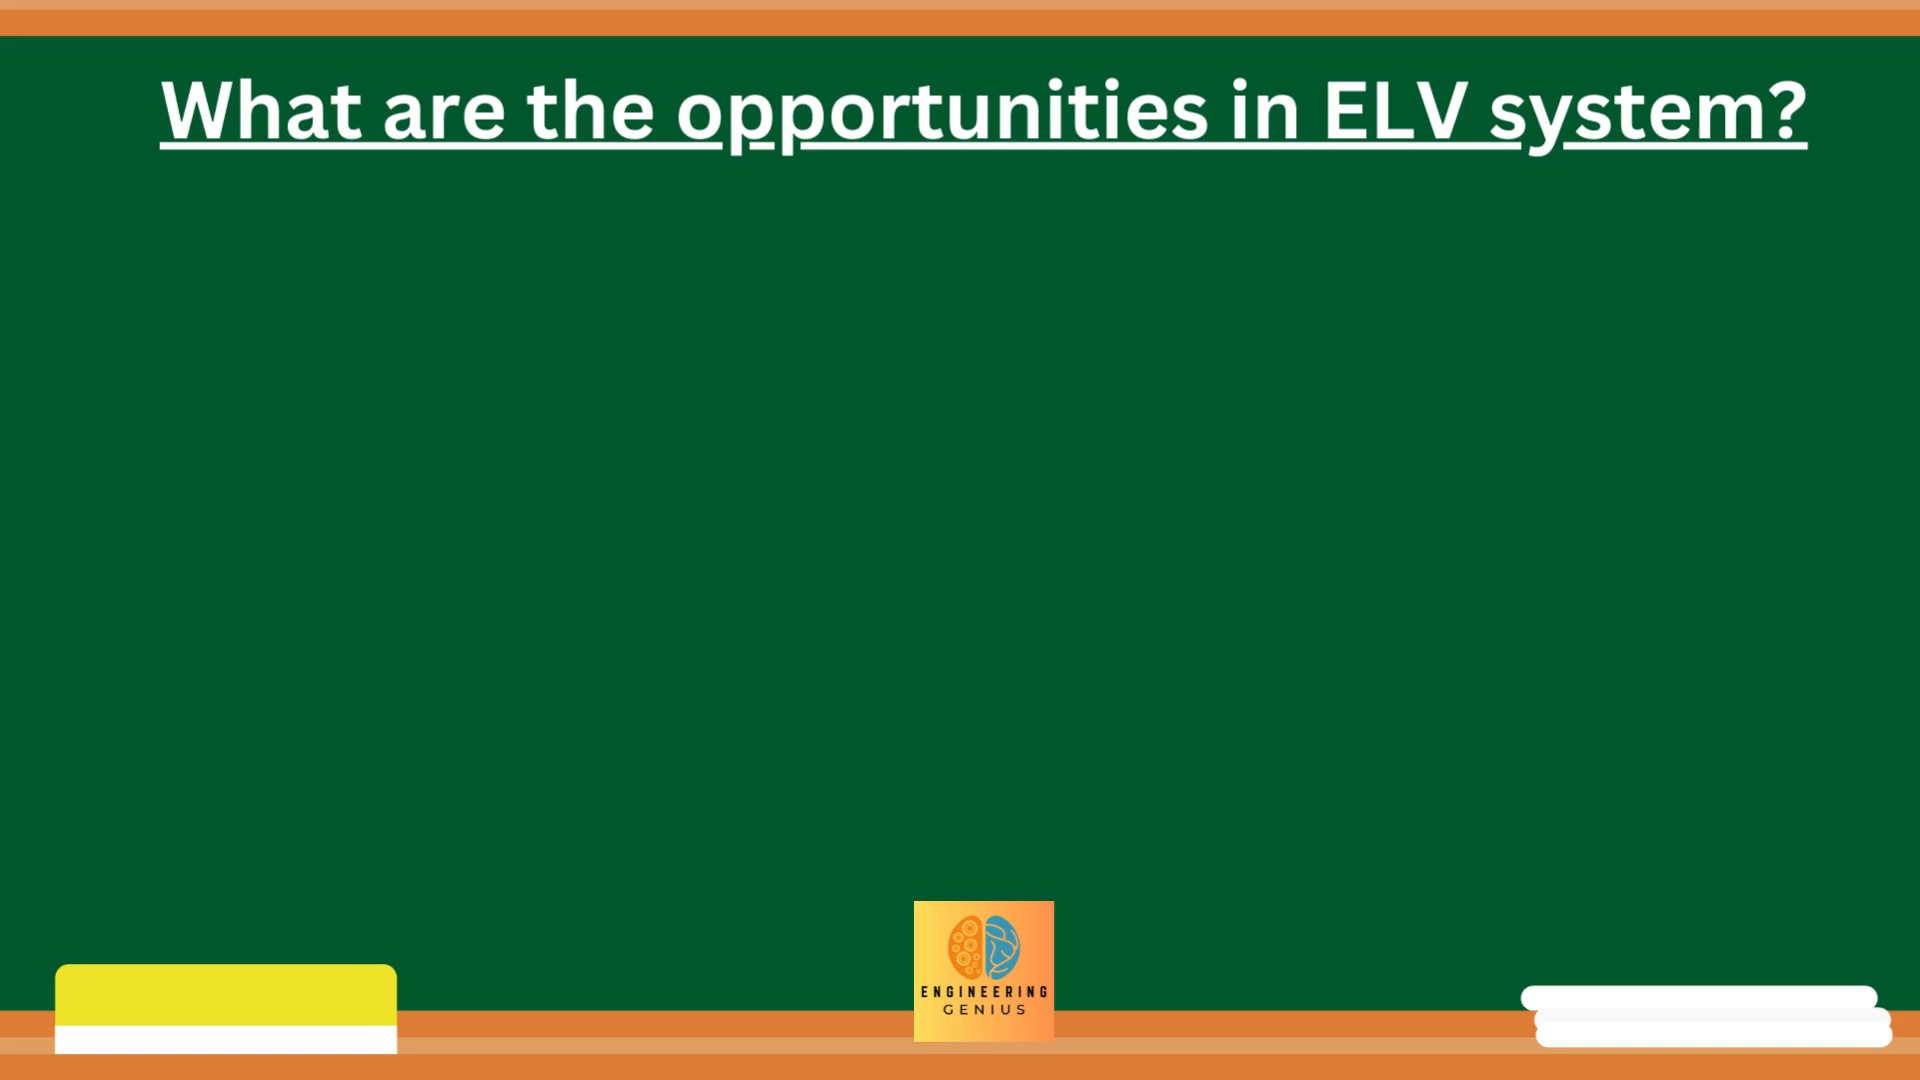 What are the opportunities in ELV system?
ENGINEERING
GENIUS